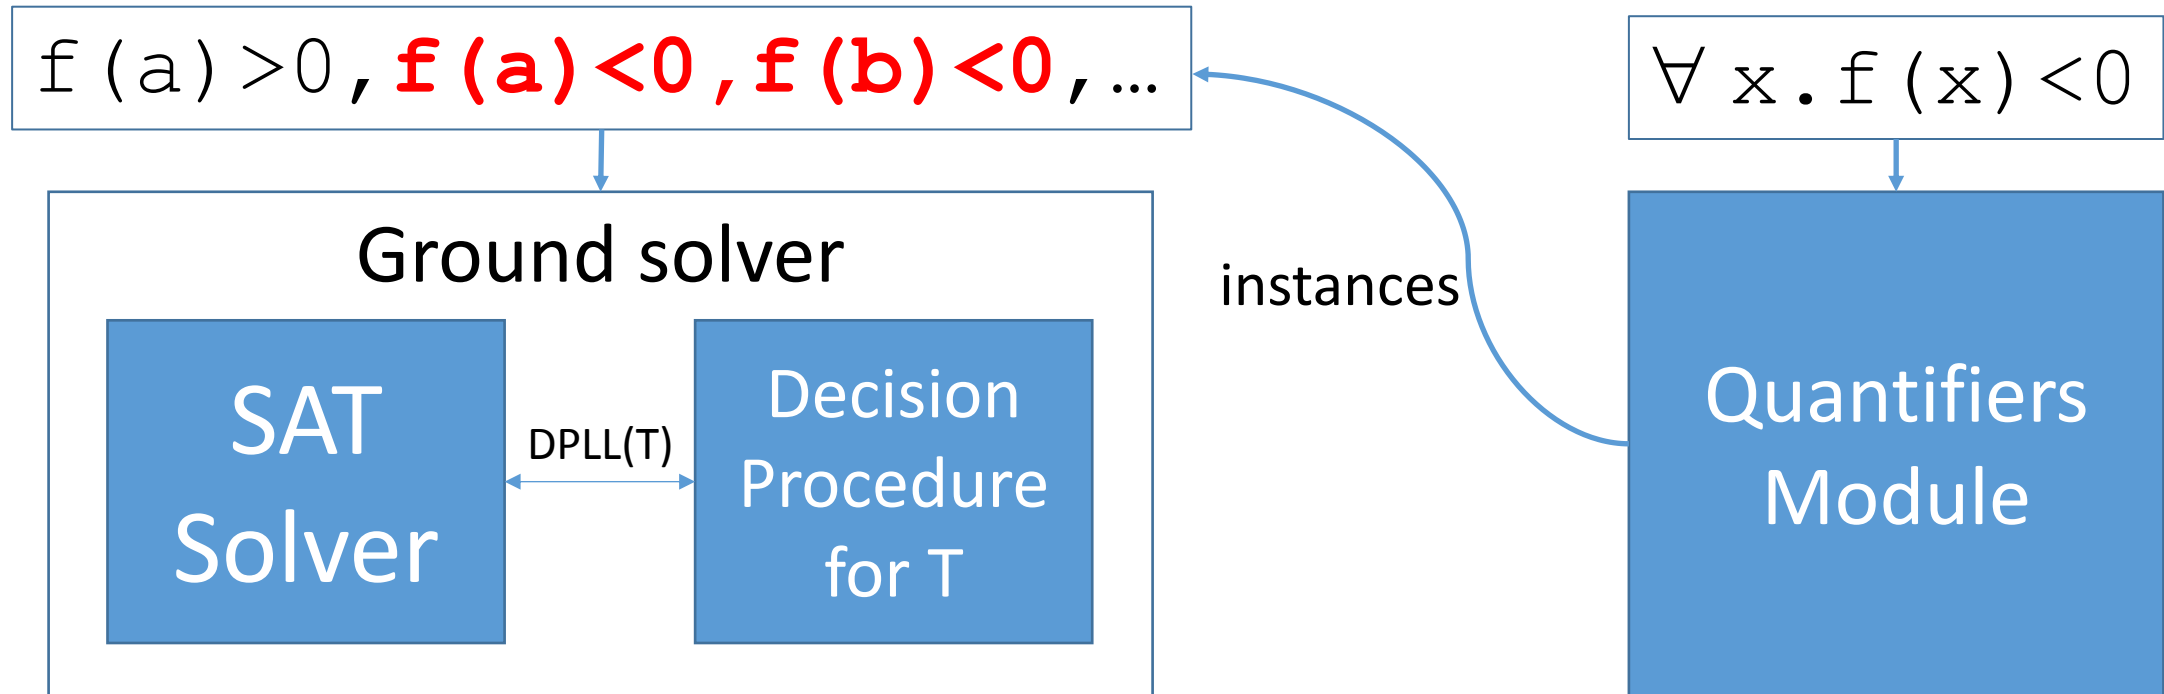 f(a)>0,f(a)<0,f(b)<0,…
∀ x.f(x)<0
Ground solver
instances
SAT
Solver
DPLL(T)
Decision
Procedure
for T
Quantifiers
Module